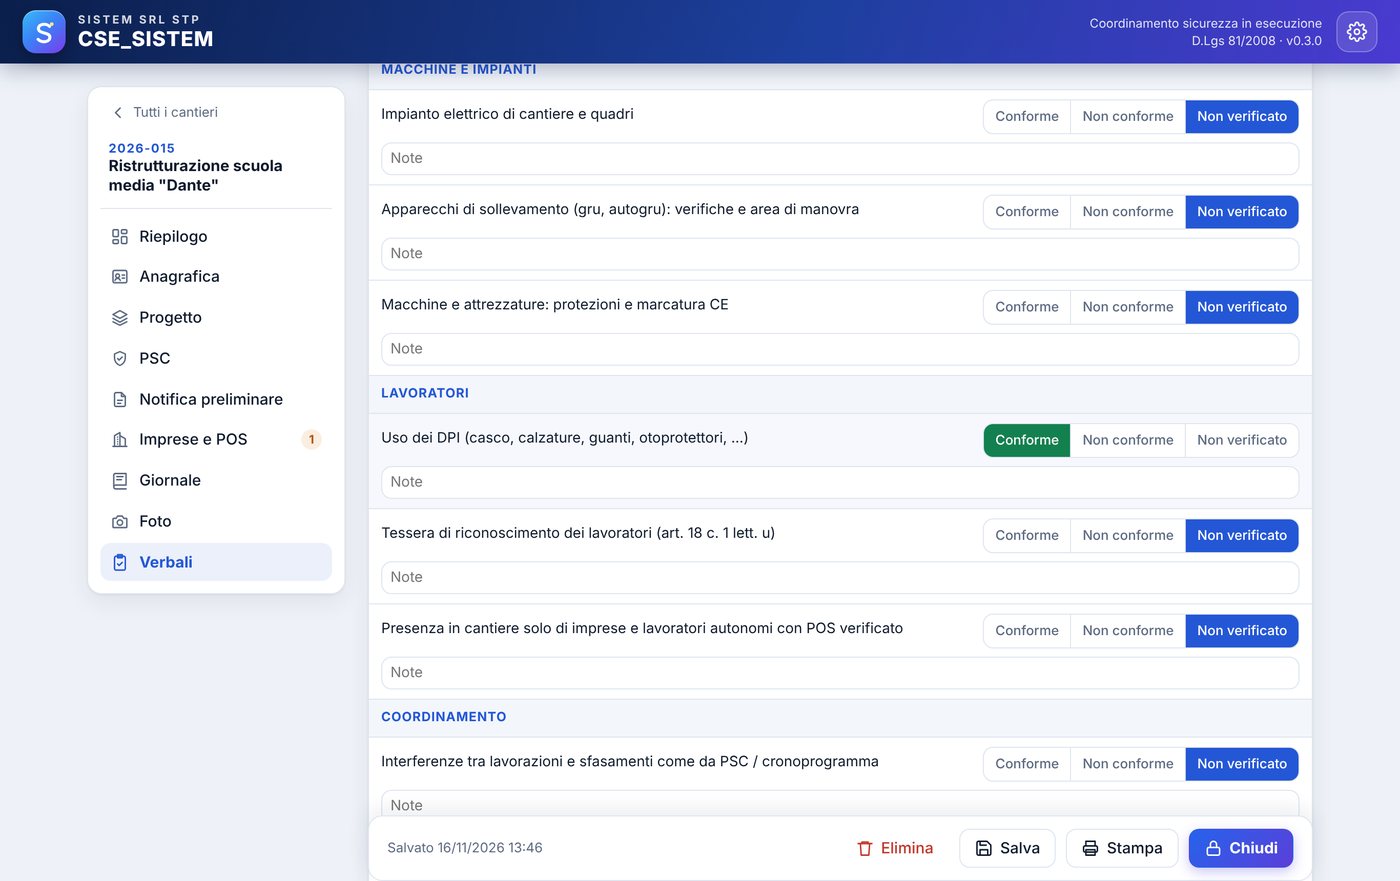 SISTEM SRL STP
CSE_SISTEM
Coordinamento sicurezza in esecuzione
D.Lgs 81/2008 · v0.3.0
Tutti i cantieri
2026-015
Ristrutturazione scuola
media "Dante"
Riepilogo
Anagrafica
Progetto
PSC
Notifica preliminare
Imprese e POS 1
Giornale
Foto
Verbali
MACCHINE E IMPIANTI
Impianto elettrico di cantiere e quadri Conforme Non conforme Non verificato
Note
Apparecchi di sollevamento (gru, autogru): verifiche e area di manovra Conforme Non conforme Non verificato
Note
Macchine e attrezzature: protezioni e marcatura CE Conforme Non conforme Non verificato
Note
LAVORATORI
Uso dei DPI (casco, calzature, guanti, otoprotettori, ...) Conforme Non conforme Non verificato
Note
Tessera di riconoscimento dei lavoratori (art. 18 c. 1 lett. u) Conforme Non conforme Non verificato
Note
Presenza in cantiere solo di imprese e lavoratori autonomi con POS verificato Conforme Non conforme Non verificato
Note
COORDINAMENTO
Interferenze tra lavorazioni e sfasamenti come da PSC / cronoprogramma Conforme Non conforme Non verificato
Note
Salvato 16/11/2026 13:46 Elimina Salva Stampa Chiudi